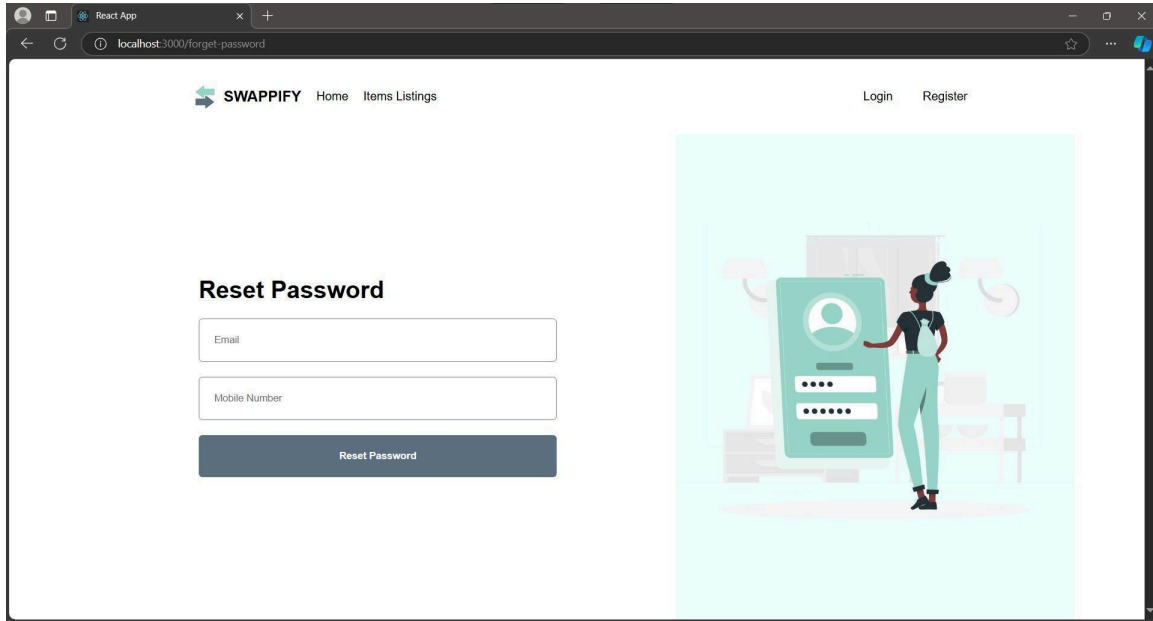 React App
localhost:3000/forget-password
SWAPPIFY Home Items Listings Login Register
Reset Password
Email
Mobile Number
Reset Password